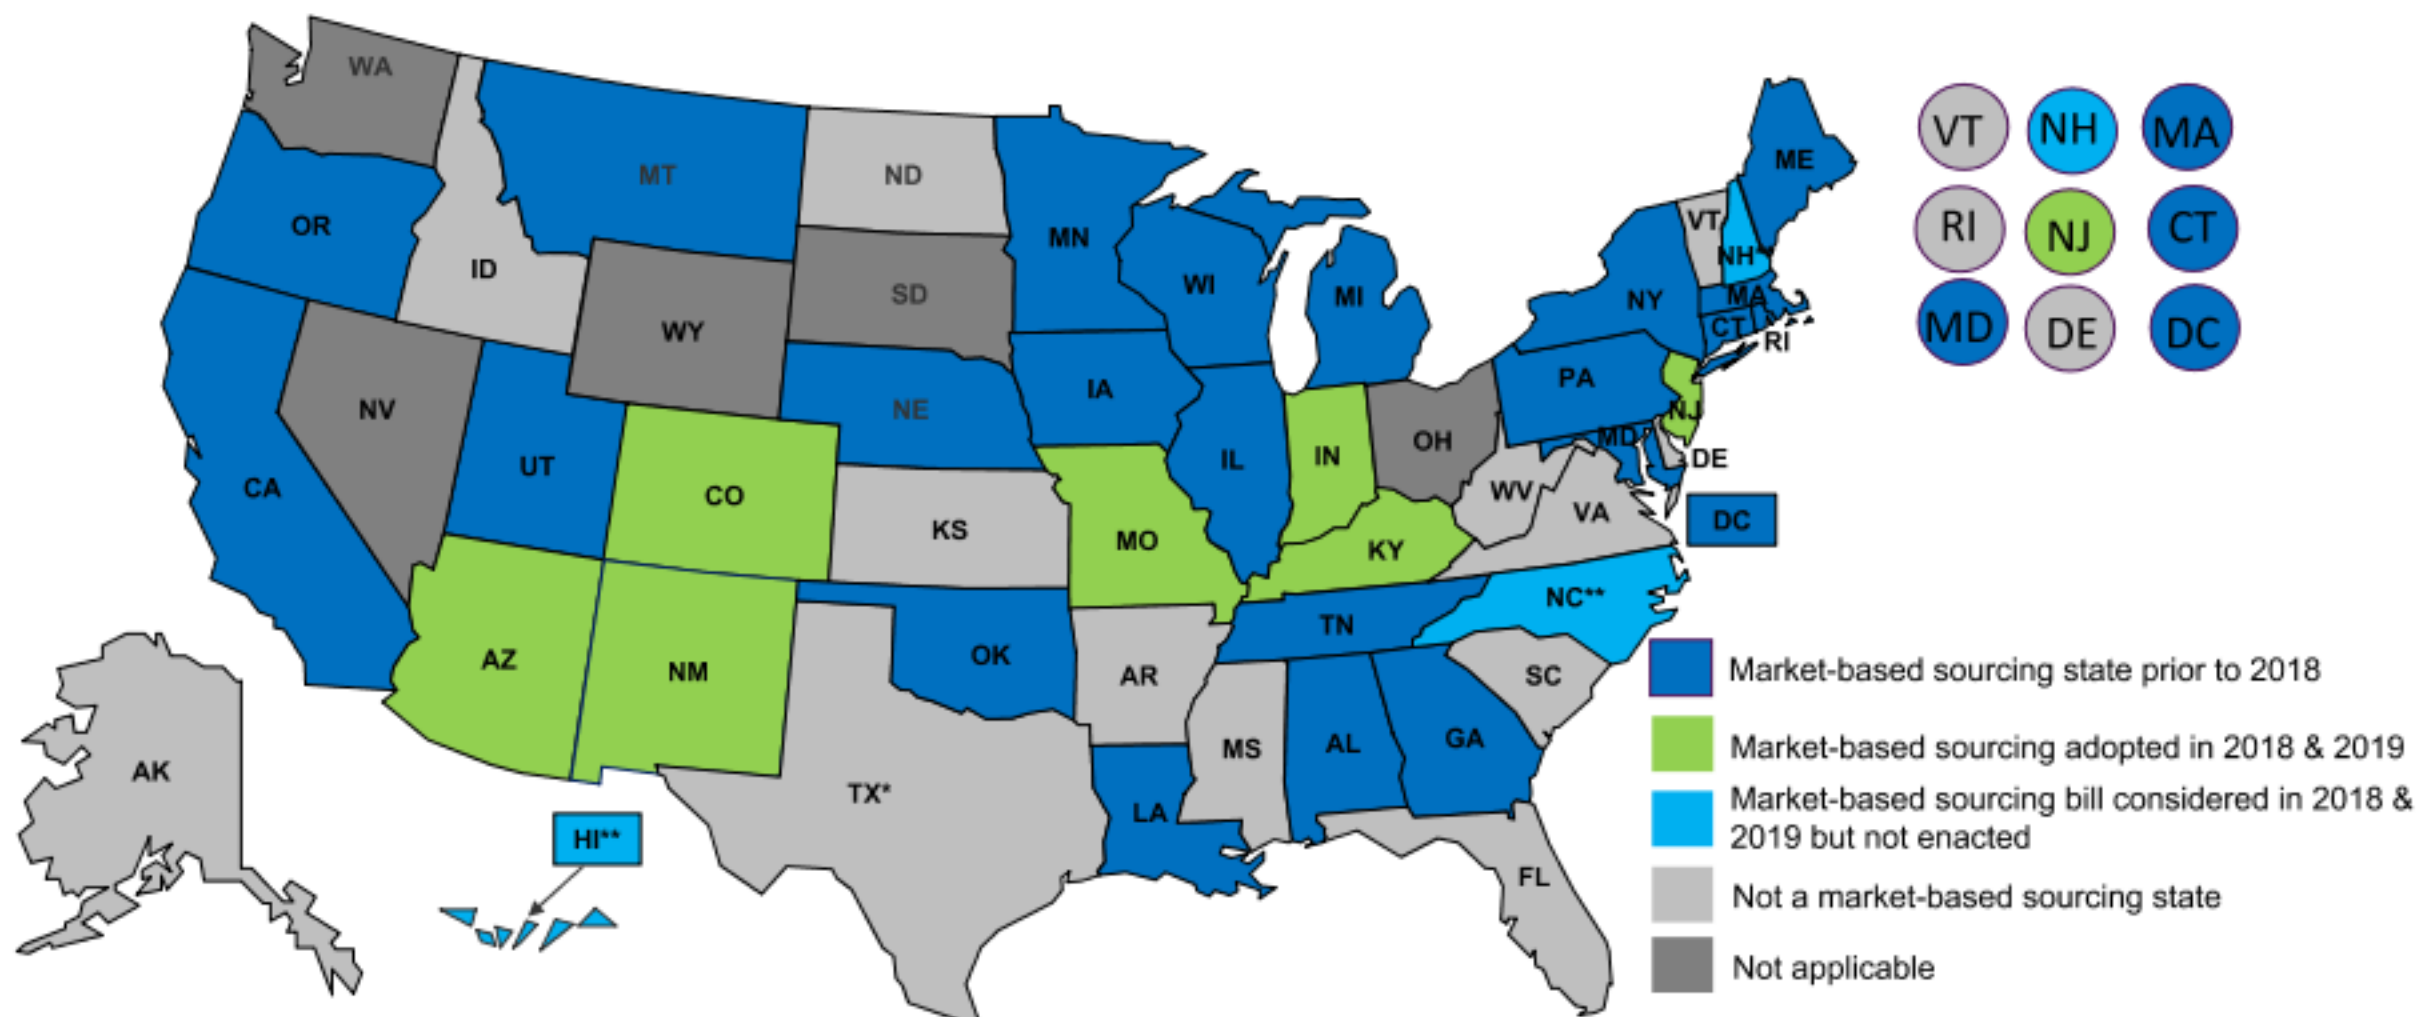 WA
MT
ND
ME
VT
NH
MA
OR
ID
MN
VT
NH**
RI
NJ
CT
SD
WI
MI
NY
MA
CT
RI
MD
DE
DC
WY
NV
NE
IA
PA
NJ
UT
CO
IL
IN
OH
MD
DE
CA
KS
MO
KY
WV
VA
DC
AZ
NM
OK
AR
TN
NC**
SC
Market-based sourcing state prior to 2018
AK
TX*
LA
MS
AL
GA
Market-based sourcing adopted in 2018 & 2019
HI**
FL
Market-based sourcing bill considered in 2018 &
2019 but not enacted
Not a market-based sourcing state
Not applicable